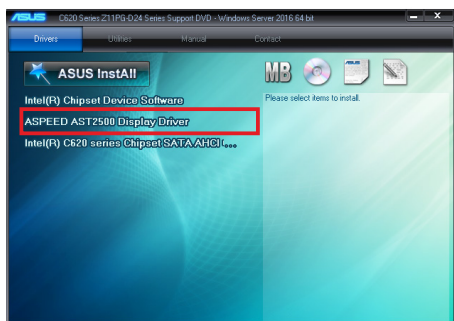 ASUS C620 Series Z11PG-D24 Series Support DVD - Windows Server 2016 64 bit
Drivers Utilities Manual Contact
ASUS InstAll MB
Intel(R) Chipset Device Software
Please select items to install.
ASPEED AST2500 Display Driver
Intel(R) C620 series Chipset SATA AHCI ...